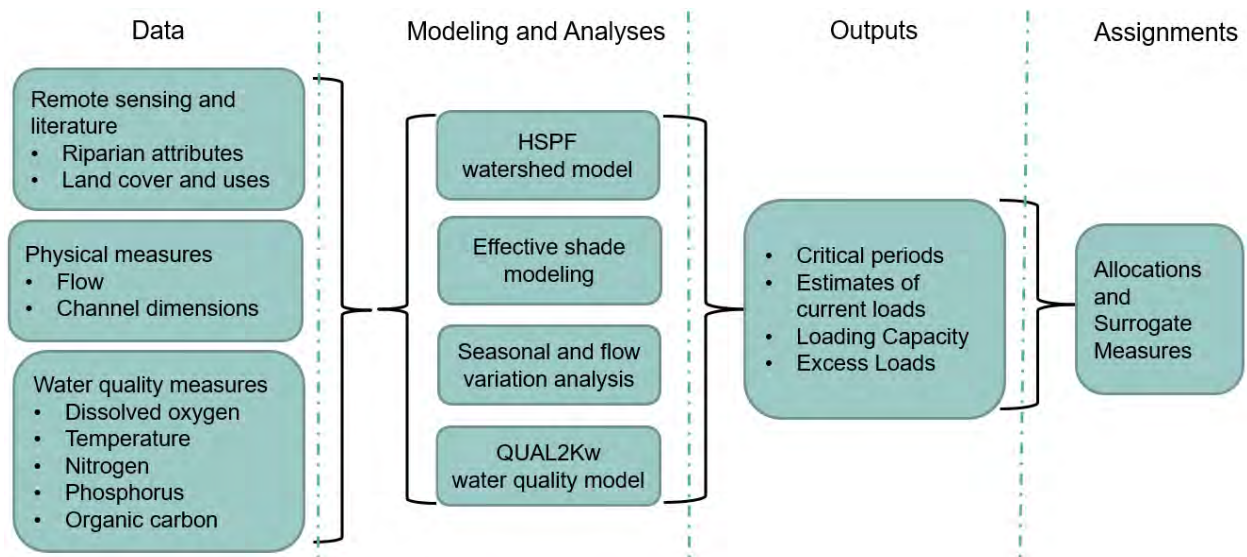 Data
Modeling and Analyses
Outputs
Assignments
Remote sensing and
literature
• Riparian attributes
• Land cover and uses
Physical measures
• Flow
• Channel dimensions
Water quality measures
• Dissolved oxygen
• Temperature
• Nitrogen
• Phosphorus
• Organic carbon
HSPF
watershed model
Effective shade
modeling
Seasonal and flow
variation analysis
QUAL2Kw
water quality model
• Critical periods
• Estimates of
current loads
• Loading Capacity
• Excess Loads
Allocations
and
Surrogate
Measures